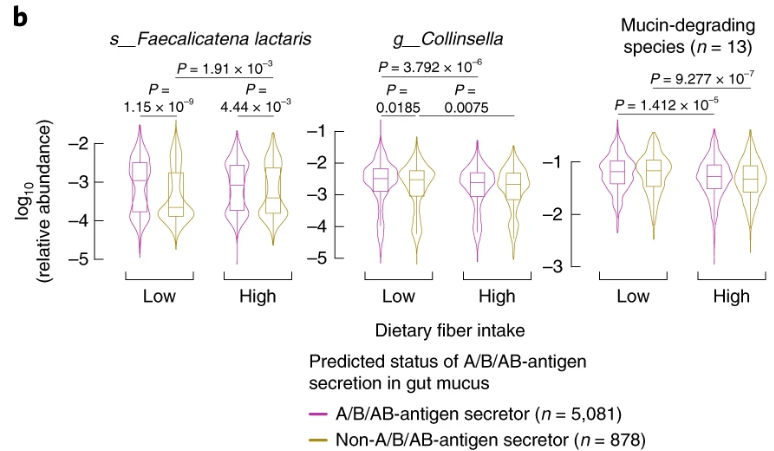 b
s__Faecalicatena lactaris
g__Collinsella
Mucin-degrading
species (n = 13)
P = 1.91 × 10⁻³
P =
1.15 × 10⁻⁹
P =
4.44 × 10⁻³
P = 3.792 × 10⁻⁶
P =
0.0185
P =
0.0075
P = 9.277 × 10⁻⁷
P = 1.412 × 10⁻⁵
log₁₀
(relative abundance)
–2
–3
–4
–5
–1
–2
–3
–4
–5
–1
–2
–3
Low
High
Low
High
Low
High
Dietary fiber intake
Predicted status of A/B/AB-antigen
secretion in gut mucus
A/B/AB-antigen secretor (n = 5,081)
Non-A/B/AB-antigen secretor (n = 878)